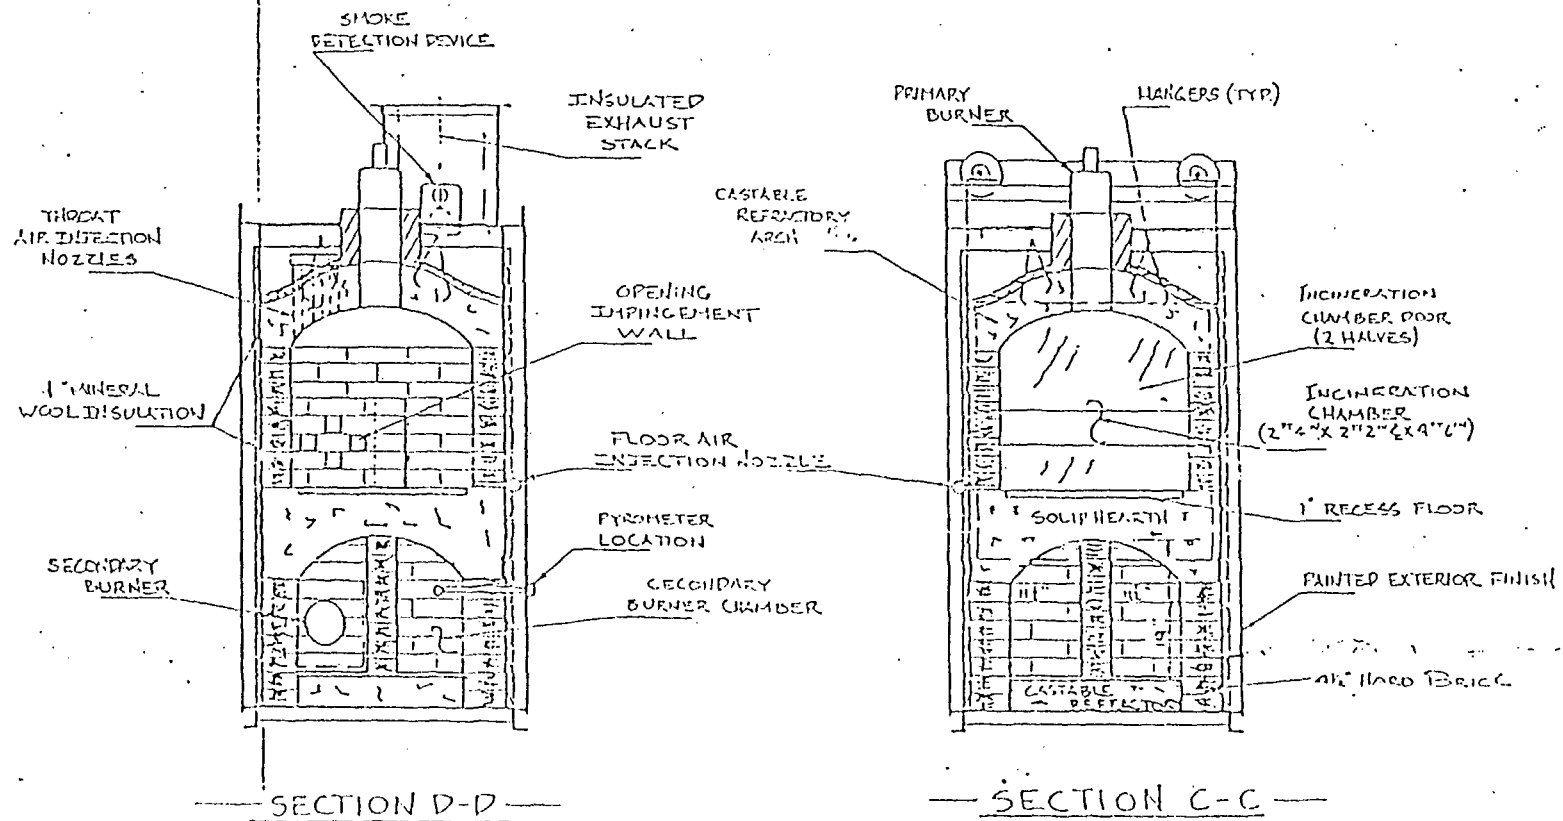 SMOKE
DETECTION DEVICE
INSULATED
EXHAUST
STACK
THROAT
AIR INJECTION
NOZZLES
OPENING
IMPINGEMENT
WALL
MINERAL
WOOL INSULATION
FLOOR AIR
INJECTION NOZZLE
PYROMETER
LOCATION
SECONDARY
BURNER
SECONDARY
BURNER CHAMBER
SECTION D-D
PRIMARY
BURNER
HANGERS (TYP.)
CASTABLE
REFRACTORY
ARCH
INCINERATION
CHAMBER DOOR
(2 HALVES)
INCINERATION
CHAMBER
1" RECESS FLOOR
SOLID HEARTH
PAINTED EXTERIOR FINISH
HARD BRICK
CASTABLE
SECTION C-C